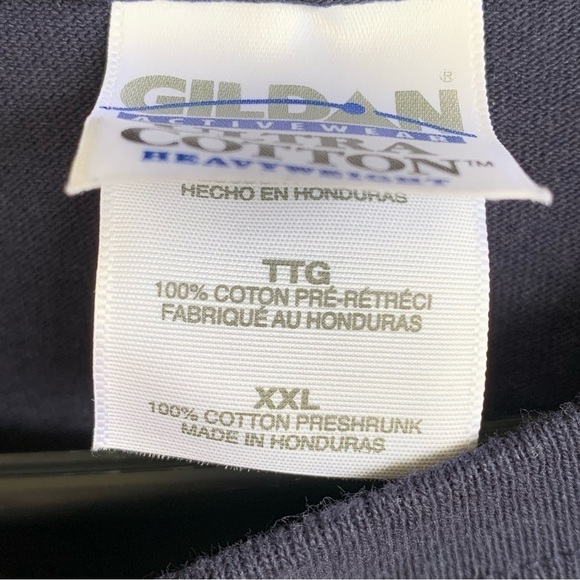 GILDAN®
ACTIVEWEAR
ULTRA
COTTON™
HEAVYWEIGHT
HECHO EN HONDURAS
TTG
100% COTON PRÉ-RÉTRÉCI
FABRIQUÉ AU HONDURAS
XXL
100% COTTON PRESHRUNK
MADE IN HONDURAS